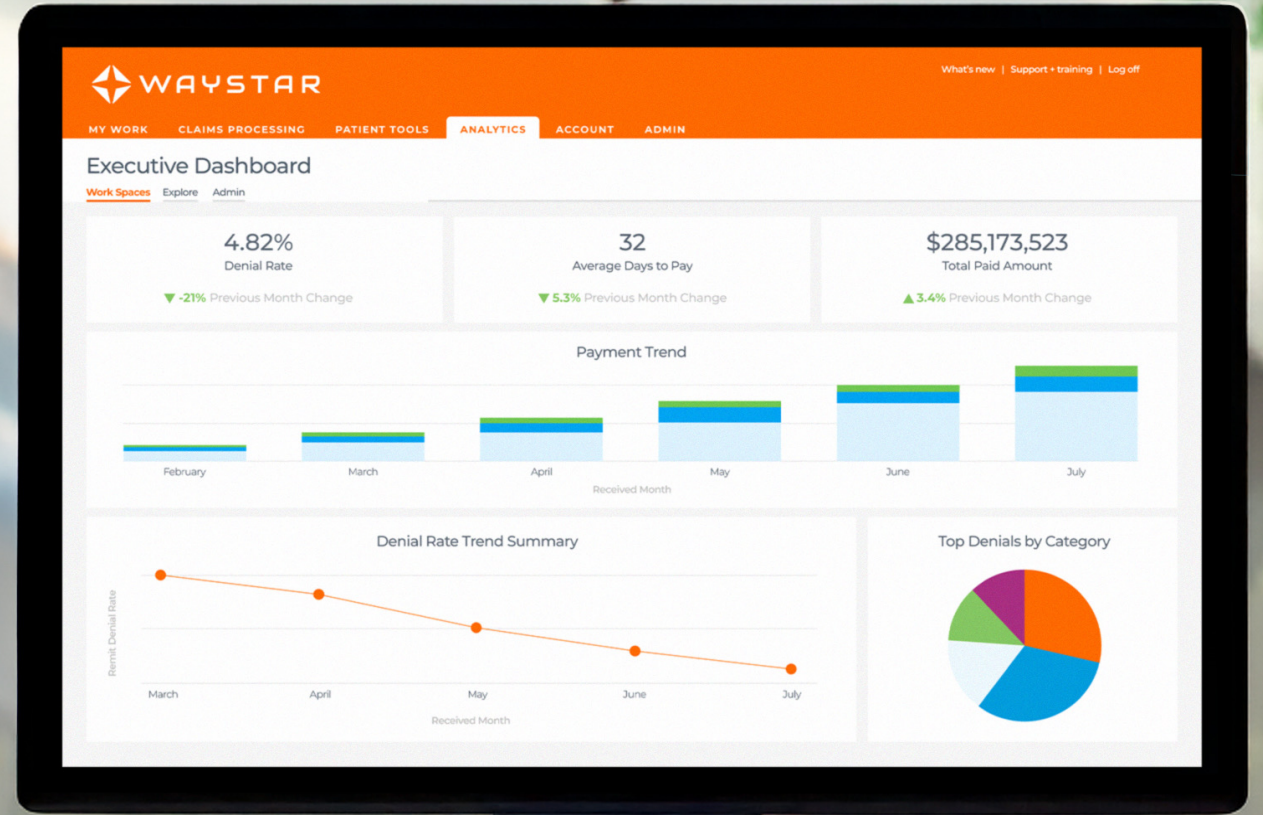 WAYSTAR
What's new | Support + training | Log off
MY WORK CLAIMS PROCESSING PATIENT TOOLS ANALYTICS ACCOUNT ADMIN
Executive Dashboard
Work Spaces Explore Admin
4.82%
Denial Rate
▼ -21% Previous Month Change
32
Average Days to Pay
▼ 5.3% Previous Month Change
$285,173,523
Total Paid Amount
▲ 3.4% Previous Month Change
Payment Trend
February March April May June July
Received Month
Denial Rate Trend Summary
Remit Denial Rate
March April May June July
Received Month
Top Denials by Category